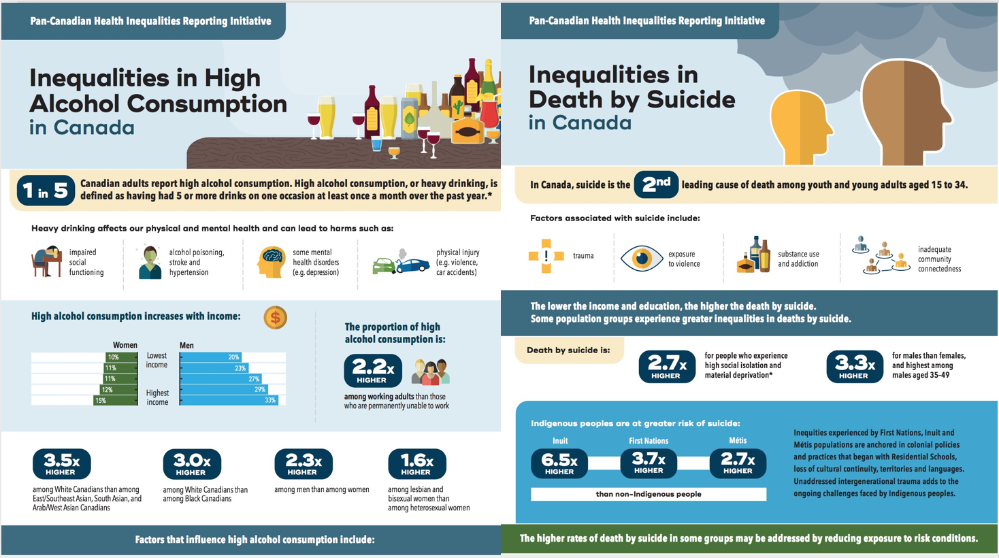 Pan-Canadian Health Inequalities Reporting Initiative
Inequalities in High
Alcohol Consumption
in Canada
1 in 5
Canadian adults report high alcohol consumption. High alcohol consumption, or heavy drinking, is
defined as having had 5 or more drinks on one occasion at least once a month over the past year.*
Heavy drinking affects our physical and mental health and can lead to harms such as:
impaired
social
functioning
alcohol poisoning,
stroke and
hypertension
some mental
health disorders
(e.g. depression)
physical injury
(e.g. violence,
car accidents)
High alcohol consumption increases with income:
$
Women
Men
10%
Lowest
income
20%
11%
23%
11%
27%
12%
Highest
income
29%
15%
33%
The proportion of high
alcohol consumption is:
2.2x
HIGHER
among working adults than those
who are permanently unable to work
3.5x
HIGHER
among White Canadians than among
East/Southeast Asian, South Asian, and
Arab/West Asian Canadians
3.0x
HIGHER
among White Canadians than
among Black Canadians
2.3x
HIGHER
among men than among women
1.6x
HIGHER
among lesbian and
bisexual women than
among heterosexual women
Factors that influence high alcohol consumption include:
Pan-Canadian Health Inequalities Reporting Initiative
Inequalities in
Death by Suicide
in Canada
In Canada, suicide is the 2nd leading cause of death among youth and young adults aged 15 to 34.
Factors associated with suicide include:
!
trauma
exposure
to violence
substance use
and addiction
inadequate
community
connectedness
The lower the income and education, the higher the death by suicide.
Some population groups experience greater inequalities in deaths by suicide.
Death by suicide is:
2.7x
HIGHER
for people who experience
high social isolation and
material deprivation*
3.3x
HIGHER
for males than females,
and highest among
males aged 35–49
Indigenous peoples are at greater risk of suicide:
Inuit
6.5x
HIGHER
First Nations
3.7x
HIGHER
Métis
2.7x
HIGHER
than non–Indigenous people
Inequities experienced by First Nations, Inuit and
Métis populations are anchored in colonial policies
and practices that began with Residential Schools,
loss of cultural continuity, territories and languages.
Unaddressed intergenerational trauma adds to the
ongoing challenges faced by Indigenous peoples.
The higher rates of death by suicide in some groups may be addressed by reducing exposure to risk conditions.